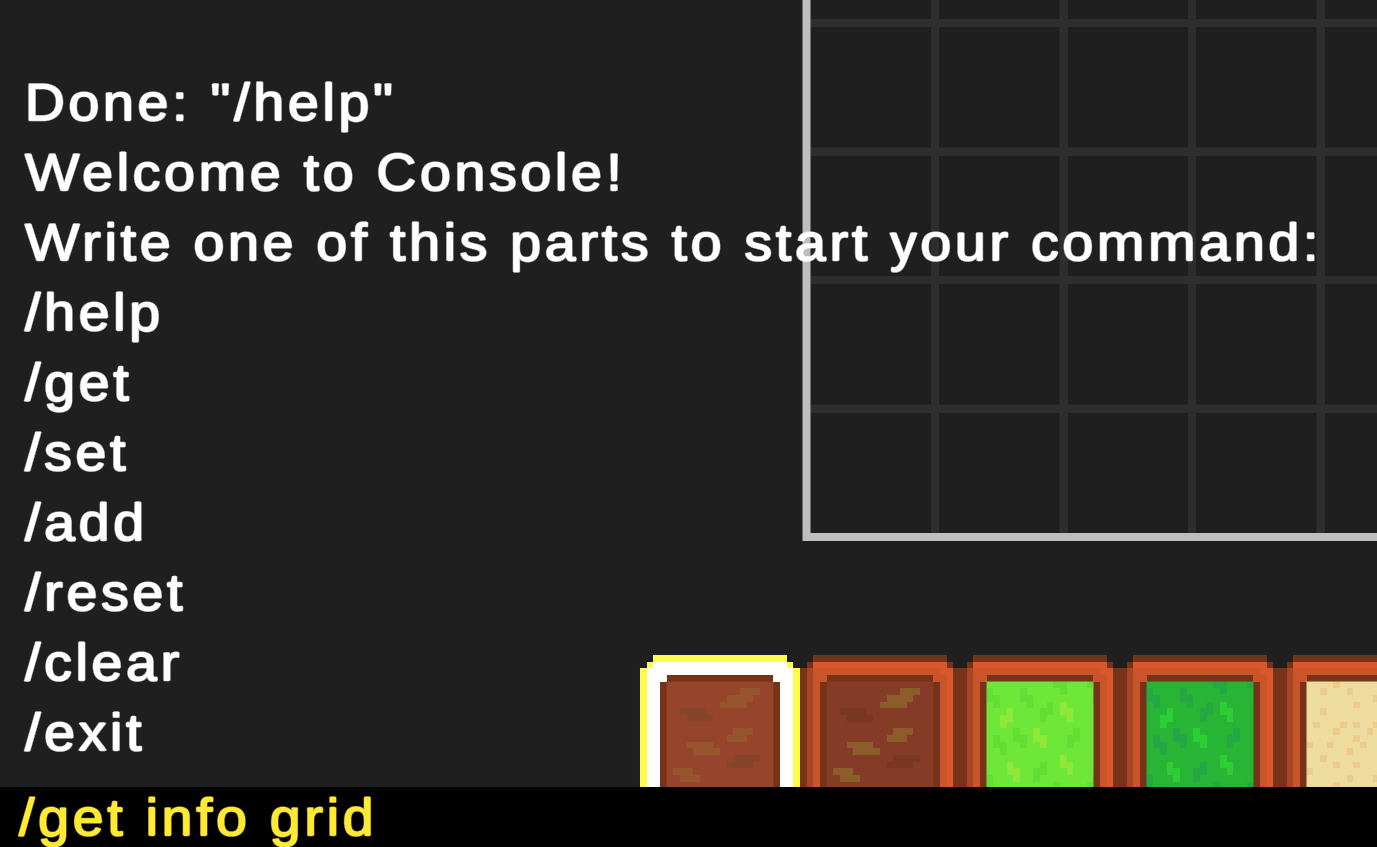 Done: "/help"
Welcome to Console!
Write one of this parts to start your command:
/help
/get
/set
/add
/reset
/clear
/exit
/get info grid